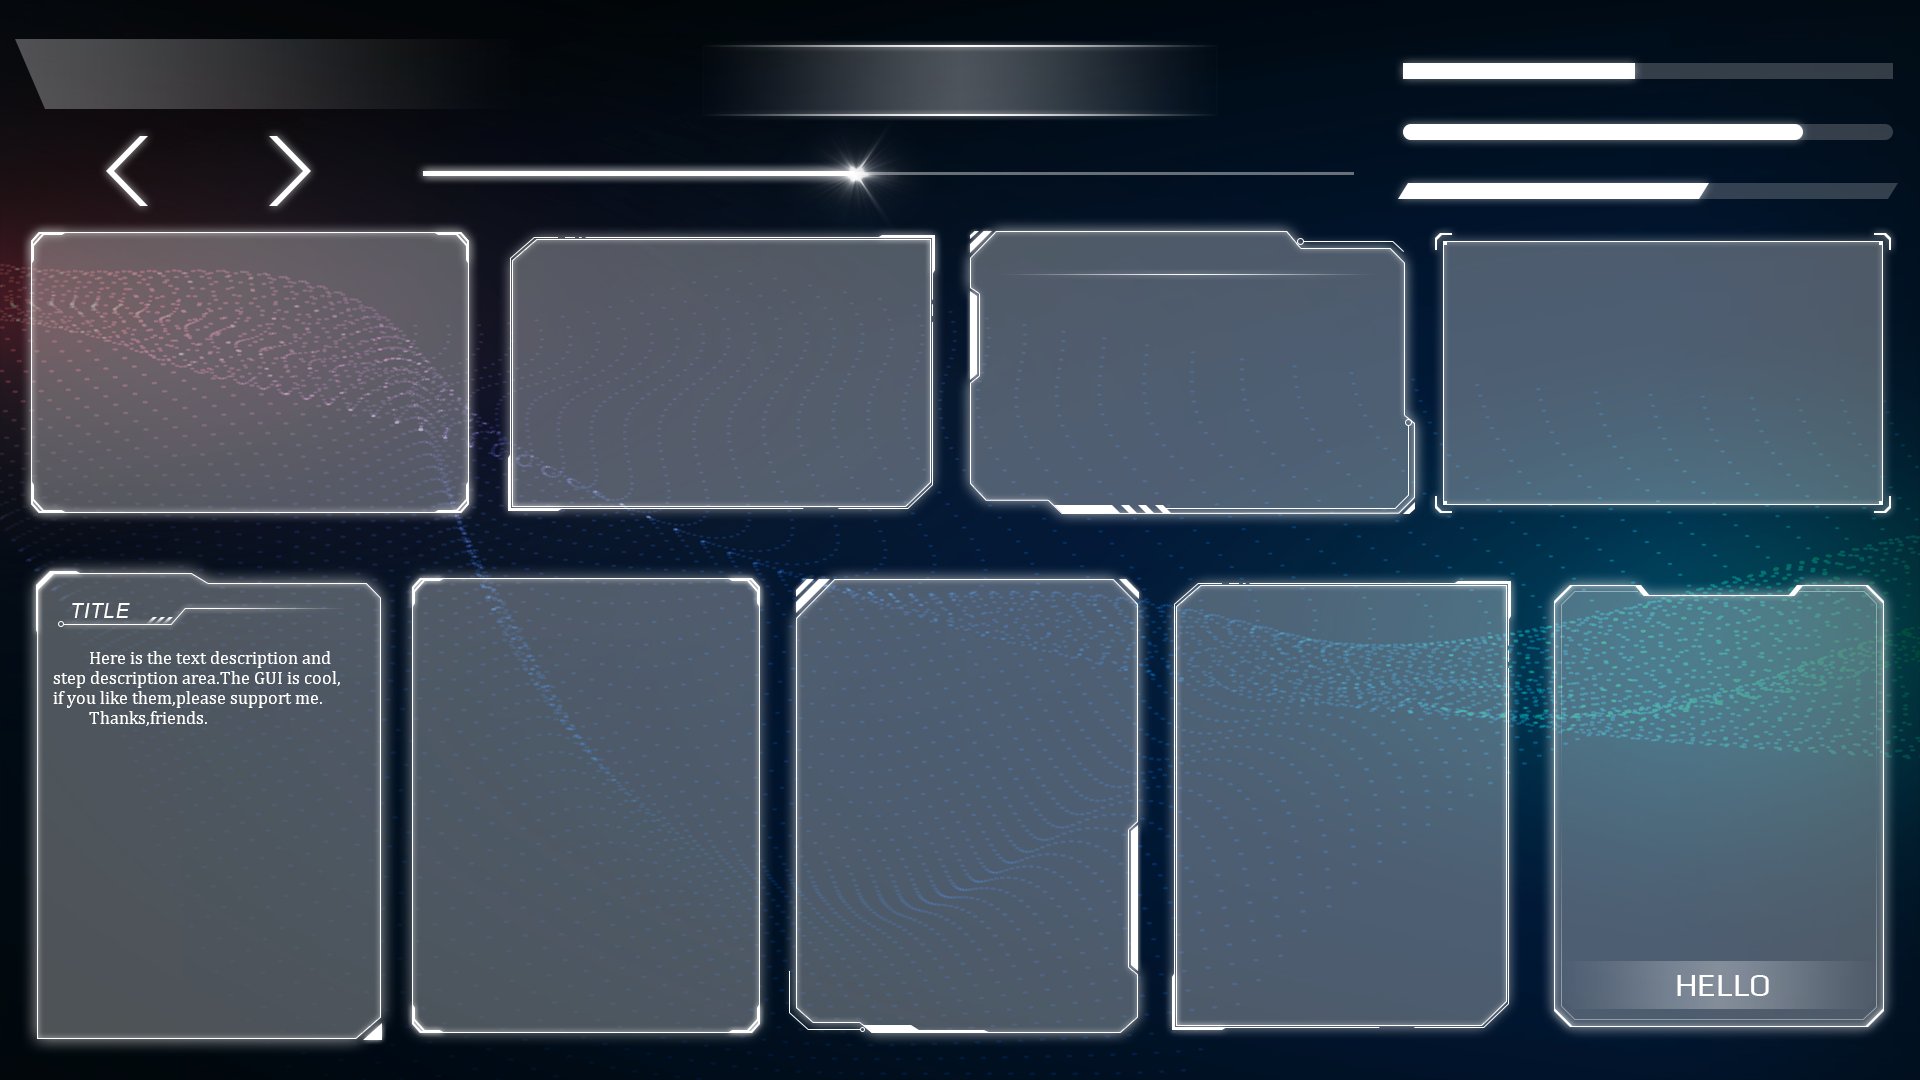 TITLE
Here is the text description and
step description area.The GUI is cool,
if you like them,please support me.
Thanks,friends.
HELLO